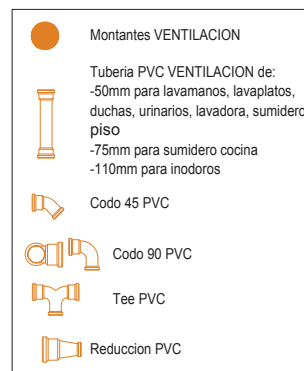 Montantes VENTILACION
Tuberia PVC VENTILACION de:
-50mm para lavamanos, lavaplatos,
duchas, urinarios, lavadora, sumidero
piso
-75mm para sumidero cocina
-110mm para inodoros
Codo 45 PVC
Codo 90 PVC
Tee PVC
Reduccion PVC